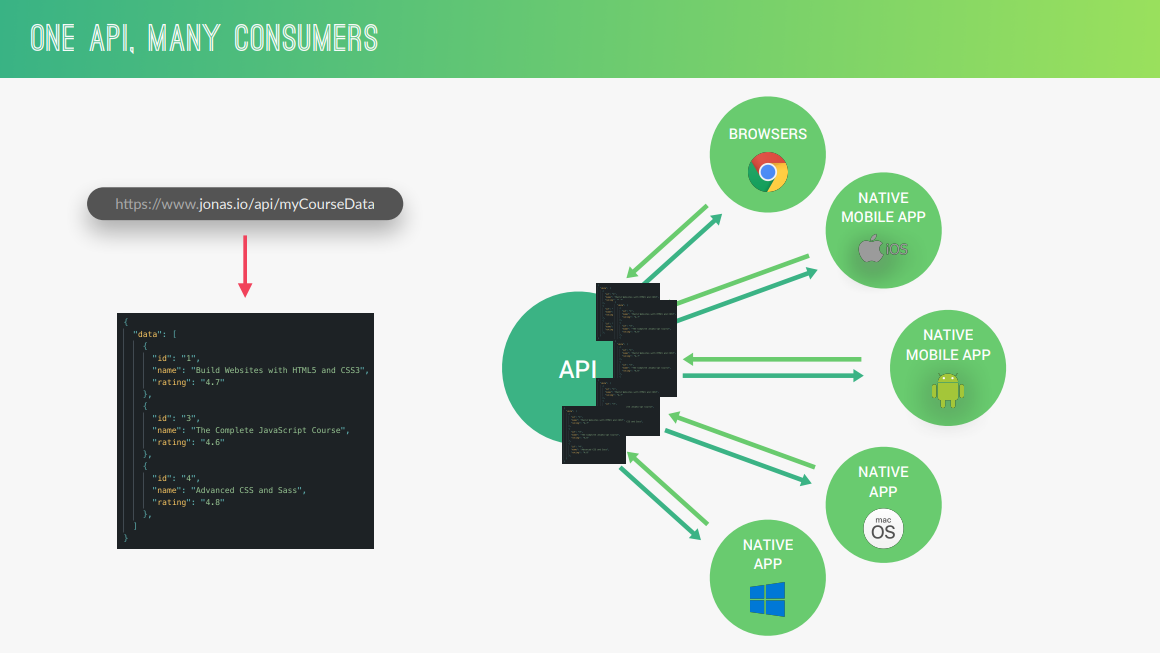 ONE API, MANY CONSUMERS
https://www.jonas.io/api/myCourseData
{
"data": [
{
"id": "1",
"name": "Build Websites with HTML5 and CSS3",
"rating": "4.7"
},
{
"id": "3",
"name": "The Complete JavaScript Course",
"rating": "4.6"
},
{
"id": "4",
"name": "Advanced CSS and Sass",
"rating": "4.8"
},
]
}
API
BROWSERS
NATIVE
MOBILE APP
iOS
NATIVE
MOBILE APP
NATIVE
APP
mac
OS
NATIVE
APP